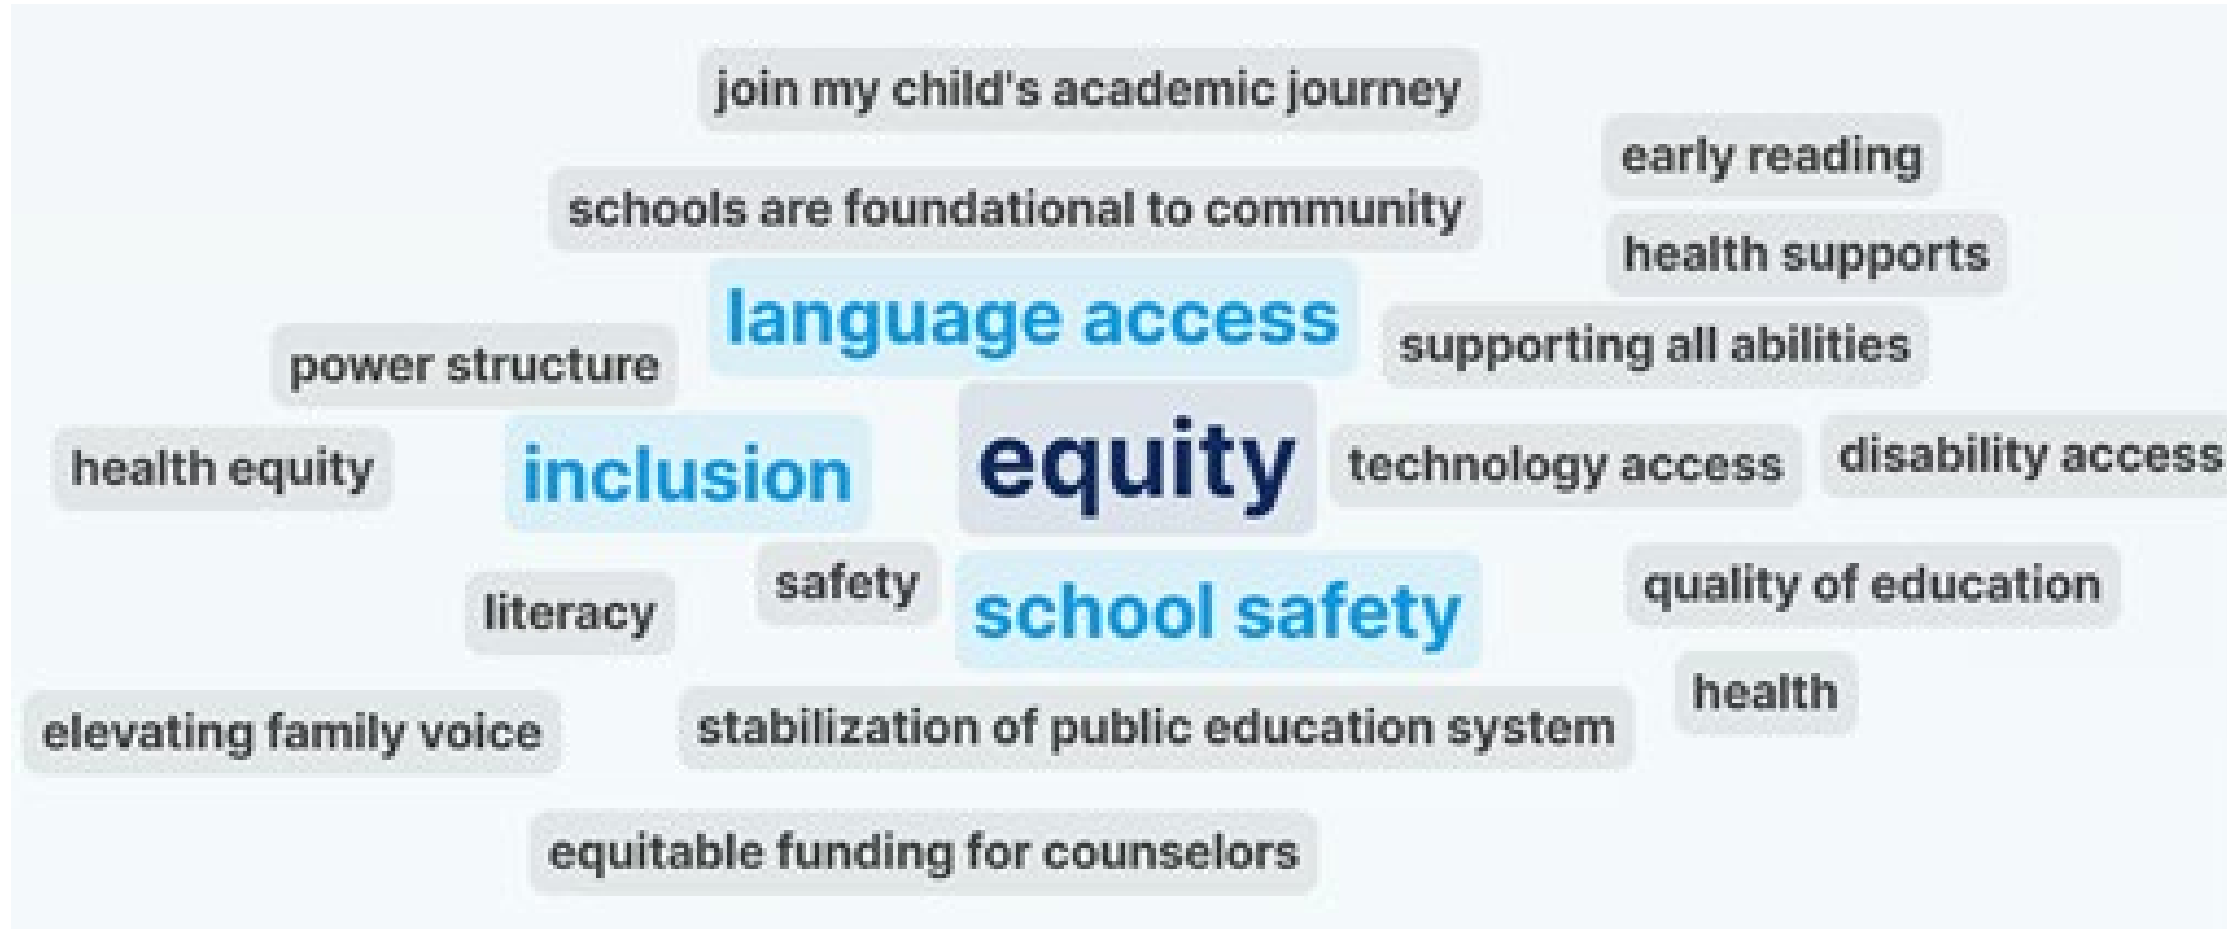 join my child's academic journey
early reading
schools are foundational to community
health supports
language access
supporting all abilities
power structure
equity
health equity
inclusion
technology access
disability access
safety
school safety
quality of education
literacy
health
elevating family voice
stabilization of public education system
equitable funding for counselors